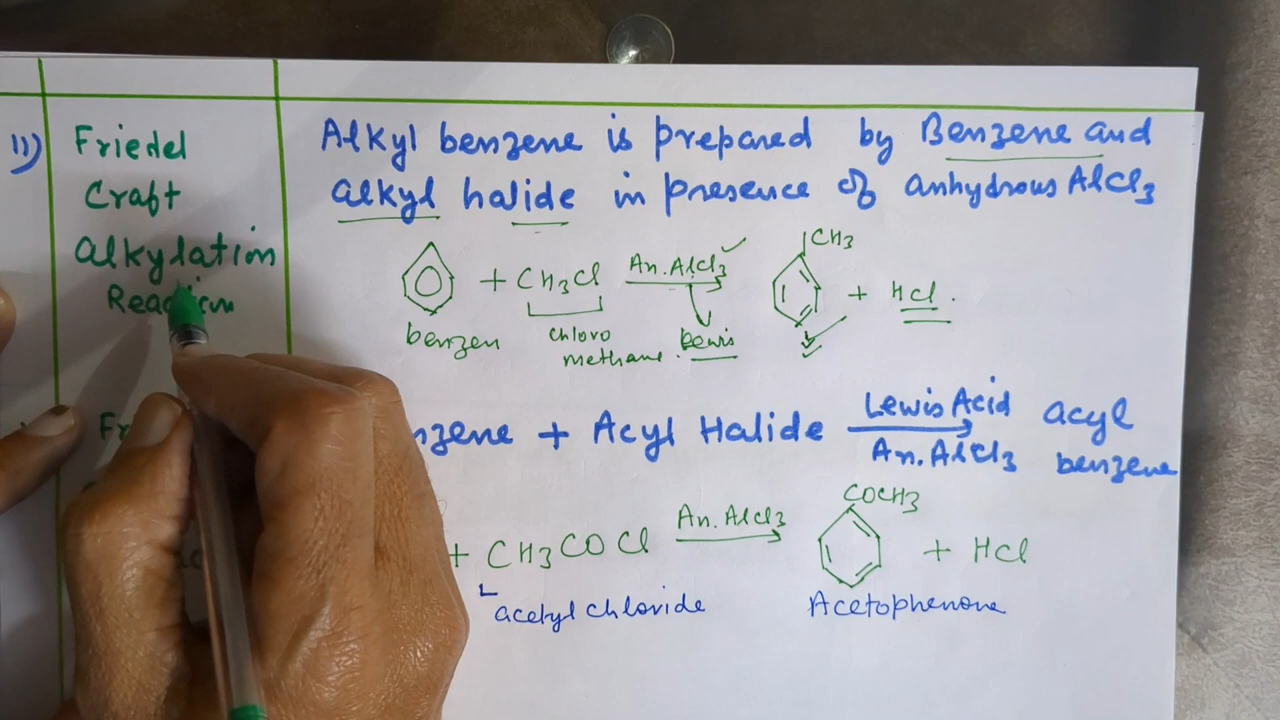 11) Friedel
Craft
Alkylation
Reaction
Alkyl benzene is prepared by Benzene and
alkyl halide in presence of anhydrous AlCl3
+ CH3Cl An. AlCl3 CH3 + HCl.
benzen chloro methane. Lewis
+ Acyl Halide Lewis Acid An. AlCl3 acyl benzene
+ CH3COCl An. AlCl3 COCH3 + HCl
acetyl chloride Acetophenone